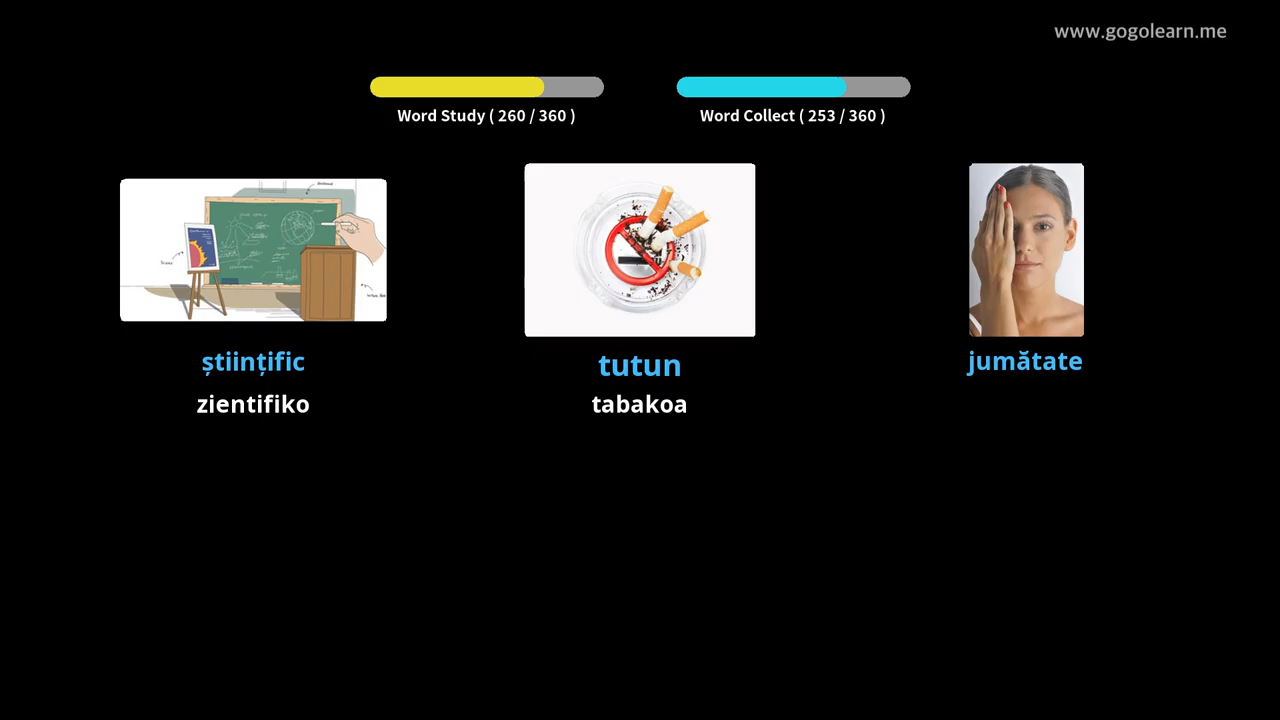 www.gogolearn.me
Word Study ( 260 / 360 )
Word Collect ( 253 / 360 )
științific
tutun
jumătate
zientifiko
tabakoa